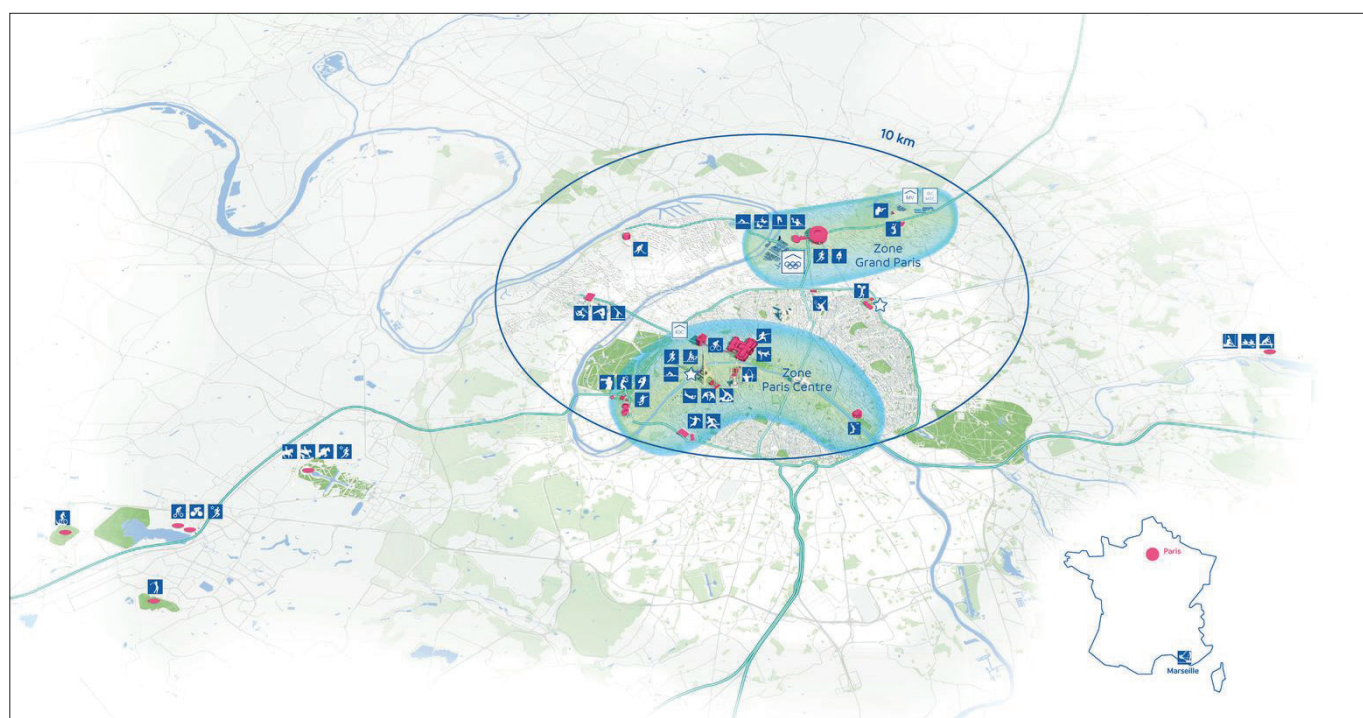 10 km
Zone
Grand Paris
Zone
Paris Centre
Paris
Marseille